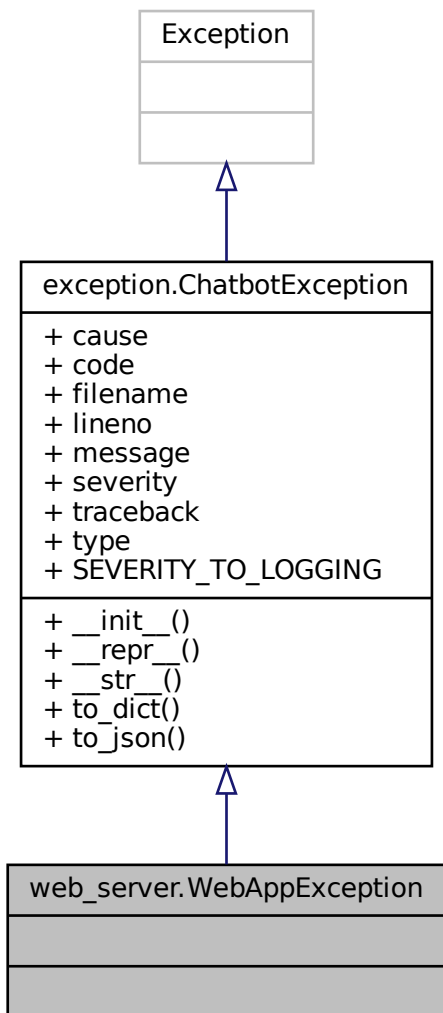 Exception
exception.ChatbotException
+ cause
+ code
+ filename
+ lineno
+ message
+ severity
+ traceback
+ type
+ SEVERITY_TO_LOGGING
+ __init__()
+ __repr__()
+ __str__()
+ to_dict()
+ to_json()
web_server.WebAppException